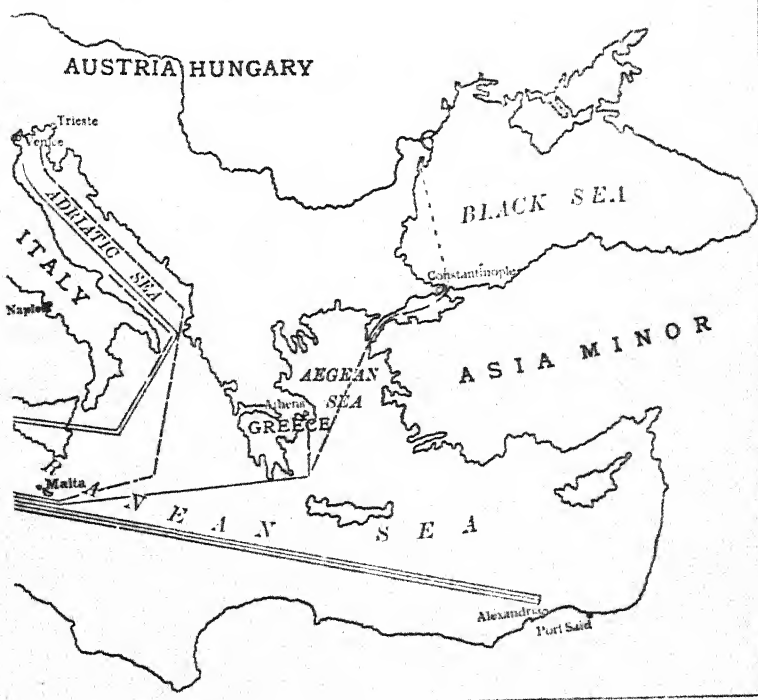 AUSTRIA HUNGARY
Trieste
Venice
ADRIATIC SEA
ITALY
Naples
BLACK SEA
Constantinople
ASIA MINOR
AEGEAN
SEA
Athens
GREECE
Malta
R A N E A N SEA
Alexandria
Port Said